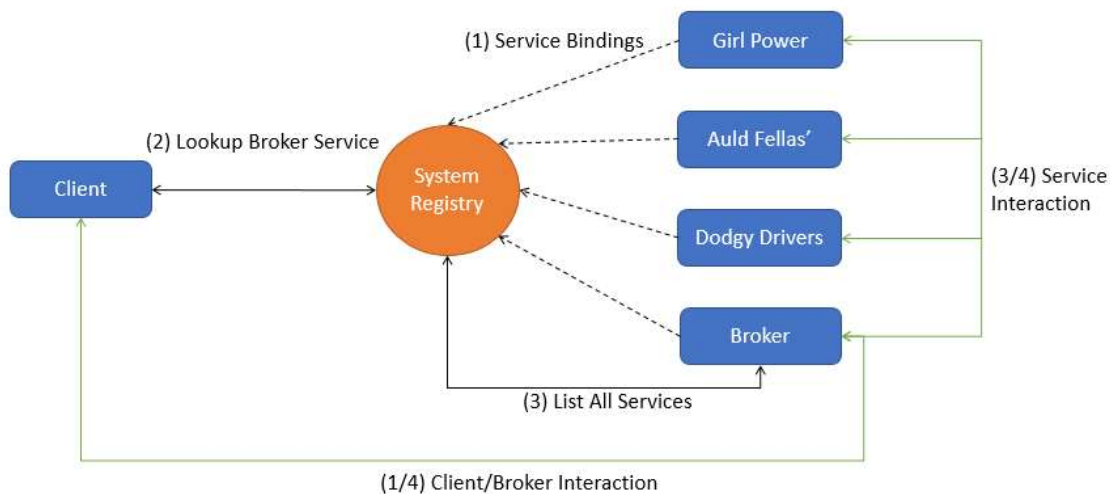 (1) Service Bindings
Girl Power
(2) Lookup Broker Service
Auld Fellas’
Client
System
Registry
(3/4) Service
Interaction
Dodgy Drivers
Broker
(3) List All Services
(1/4) Client/Broker Interaction